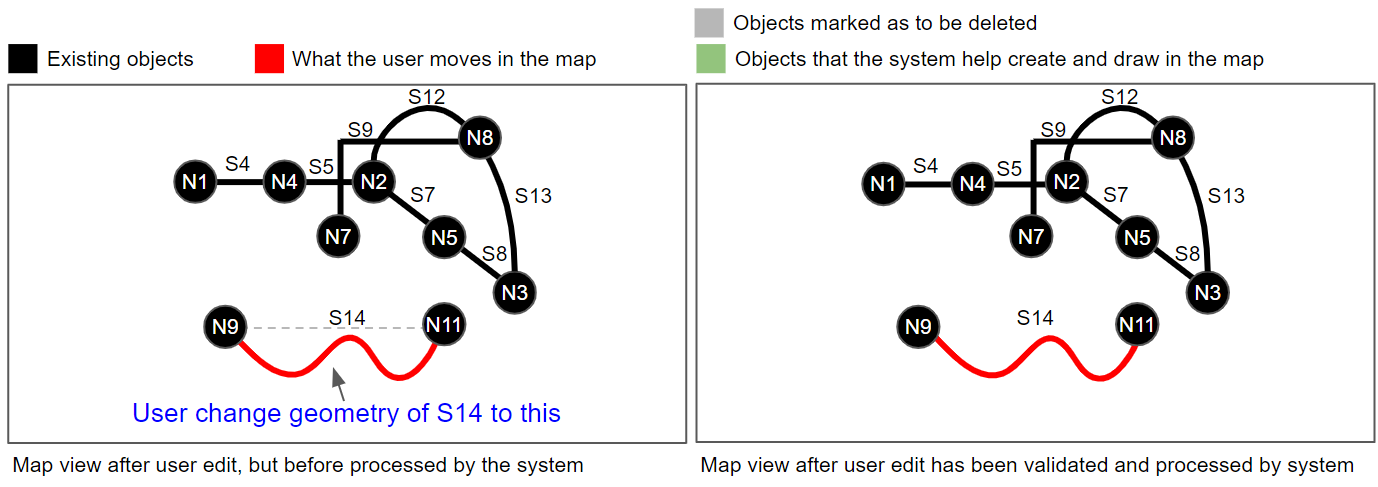 Objects marked as to be deleted
Existing objects
What the user moves in the map
Objects that the system help create and draw in the map
S12
S9
N8
S4
S5
N1
N4
N2
S7
S13
N7
N5
S8
N3
S14
N9
N11
User change geometry of S14 to this
Map view after user edit, but before processed by the system
S12
S9
N8
S4
S5
N1
N4
N2
S7
S13
N7
N5
S8
N3
S14
N9
N11
Map view after user edit has been validated and processed by system